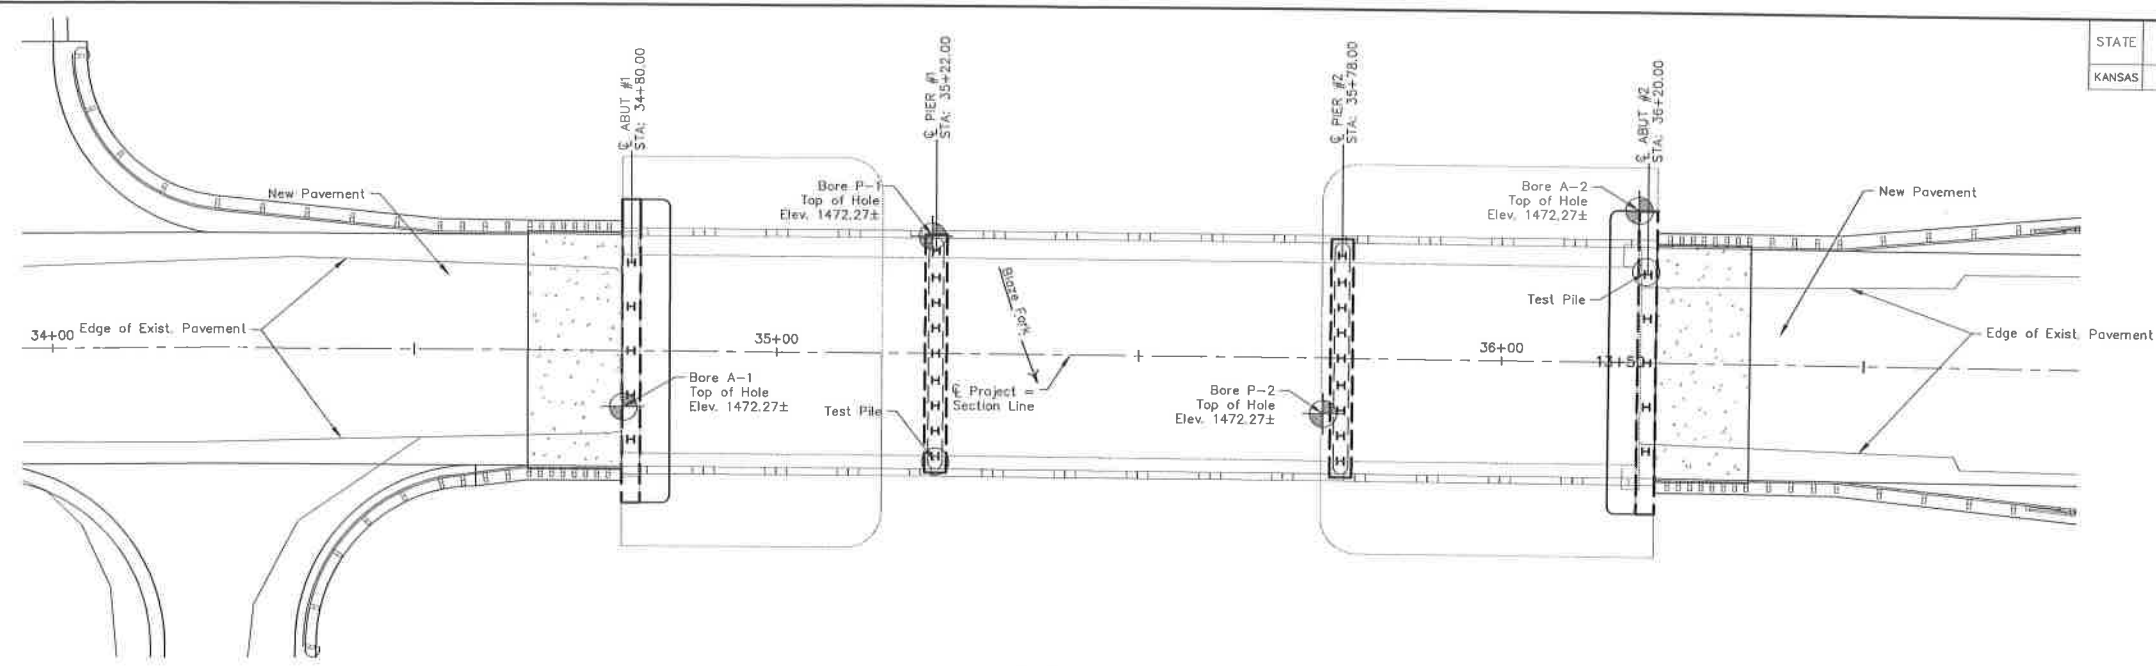 STATE
KANSAS
℄ ABUT #1
STA: 34+80.00
℄ PIER #1
STA: 35+22.00
℄ PIER #2
STA: 35+78.00
℄ ABUT #2
STA: 36+20.00
New Pavement
Bore P-1
Top of Hole
Elev. 1472.27±
Bore A-2
Top of Hole
Elev. 1472.27±
New Pavement
Blaze Fork
Test Pile
34+00
Edge of Exist. Pavement
35+00
36+00
13+50
Edge of Exist. Pavement
Bore A-1
Top of Hole
Elev. 1472.27±
Test Pile
℄ Project =
Section Line
Bore P-2
Top of Hole
Elev. 1472.27±